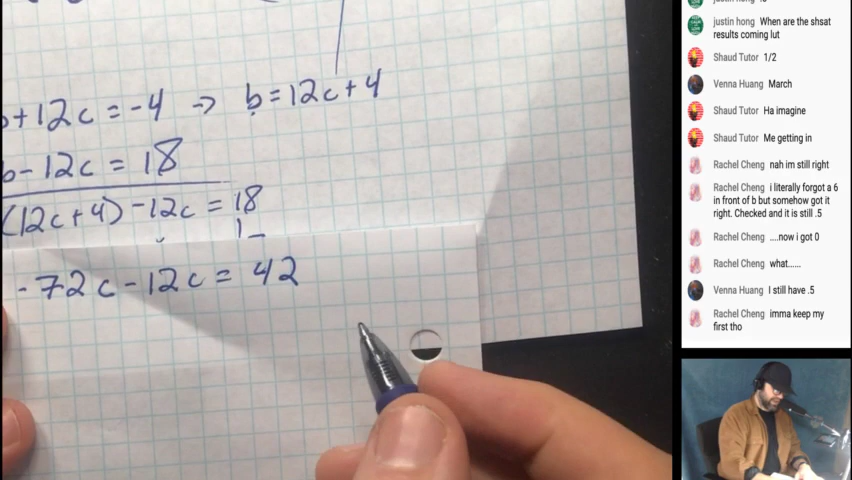 b+12c=-4 → b=12c+4
b-12c=18
(12c+4)-12c=18
-72c-12c=42
justin hong When are the shsat
results coming lut
Shaud Tutor 1/2
Venna Huang March
Shaud Tutor Ha imagine
Shaud Tutor Me getting in
Rachel Cheng nah im still right
Rachel Cheng i literally forgot a 6
in front of b but somehow got it
right. Checked and it is still .5
Rachel Cheng ....now i got 0
Rachel Cheng what......
Venna Huang I still have .5
Rachel Cheng imma keep my
first tho